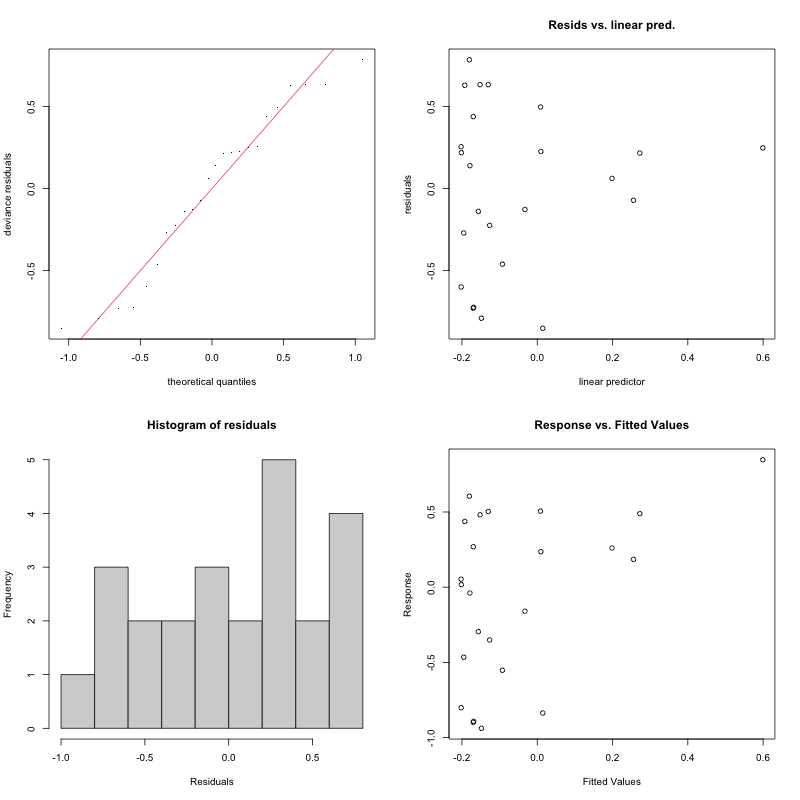 deviance residuals
0.5
0.0
-0.5
-1.0 -0.5 0.0 0.5 1.0
theoretical quantiles
Resids vs. linear pred.
residuals
0.5
0.0
-0.5
-0.2 0.0 0.2 0.4 0.6
linear predictor
Histogram of residuals
Frequency
5
4
3
2
1
0
-1.0 -0.5 0.0 0.5
Residuals
Response vs. Fitted Values
Response
0.5
0.0
-0.5
-1.0
-0.2 0.0 0.2 0.4 0.6
Fitted Values